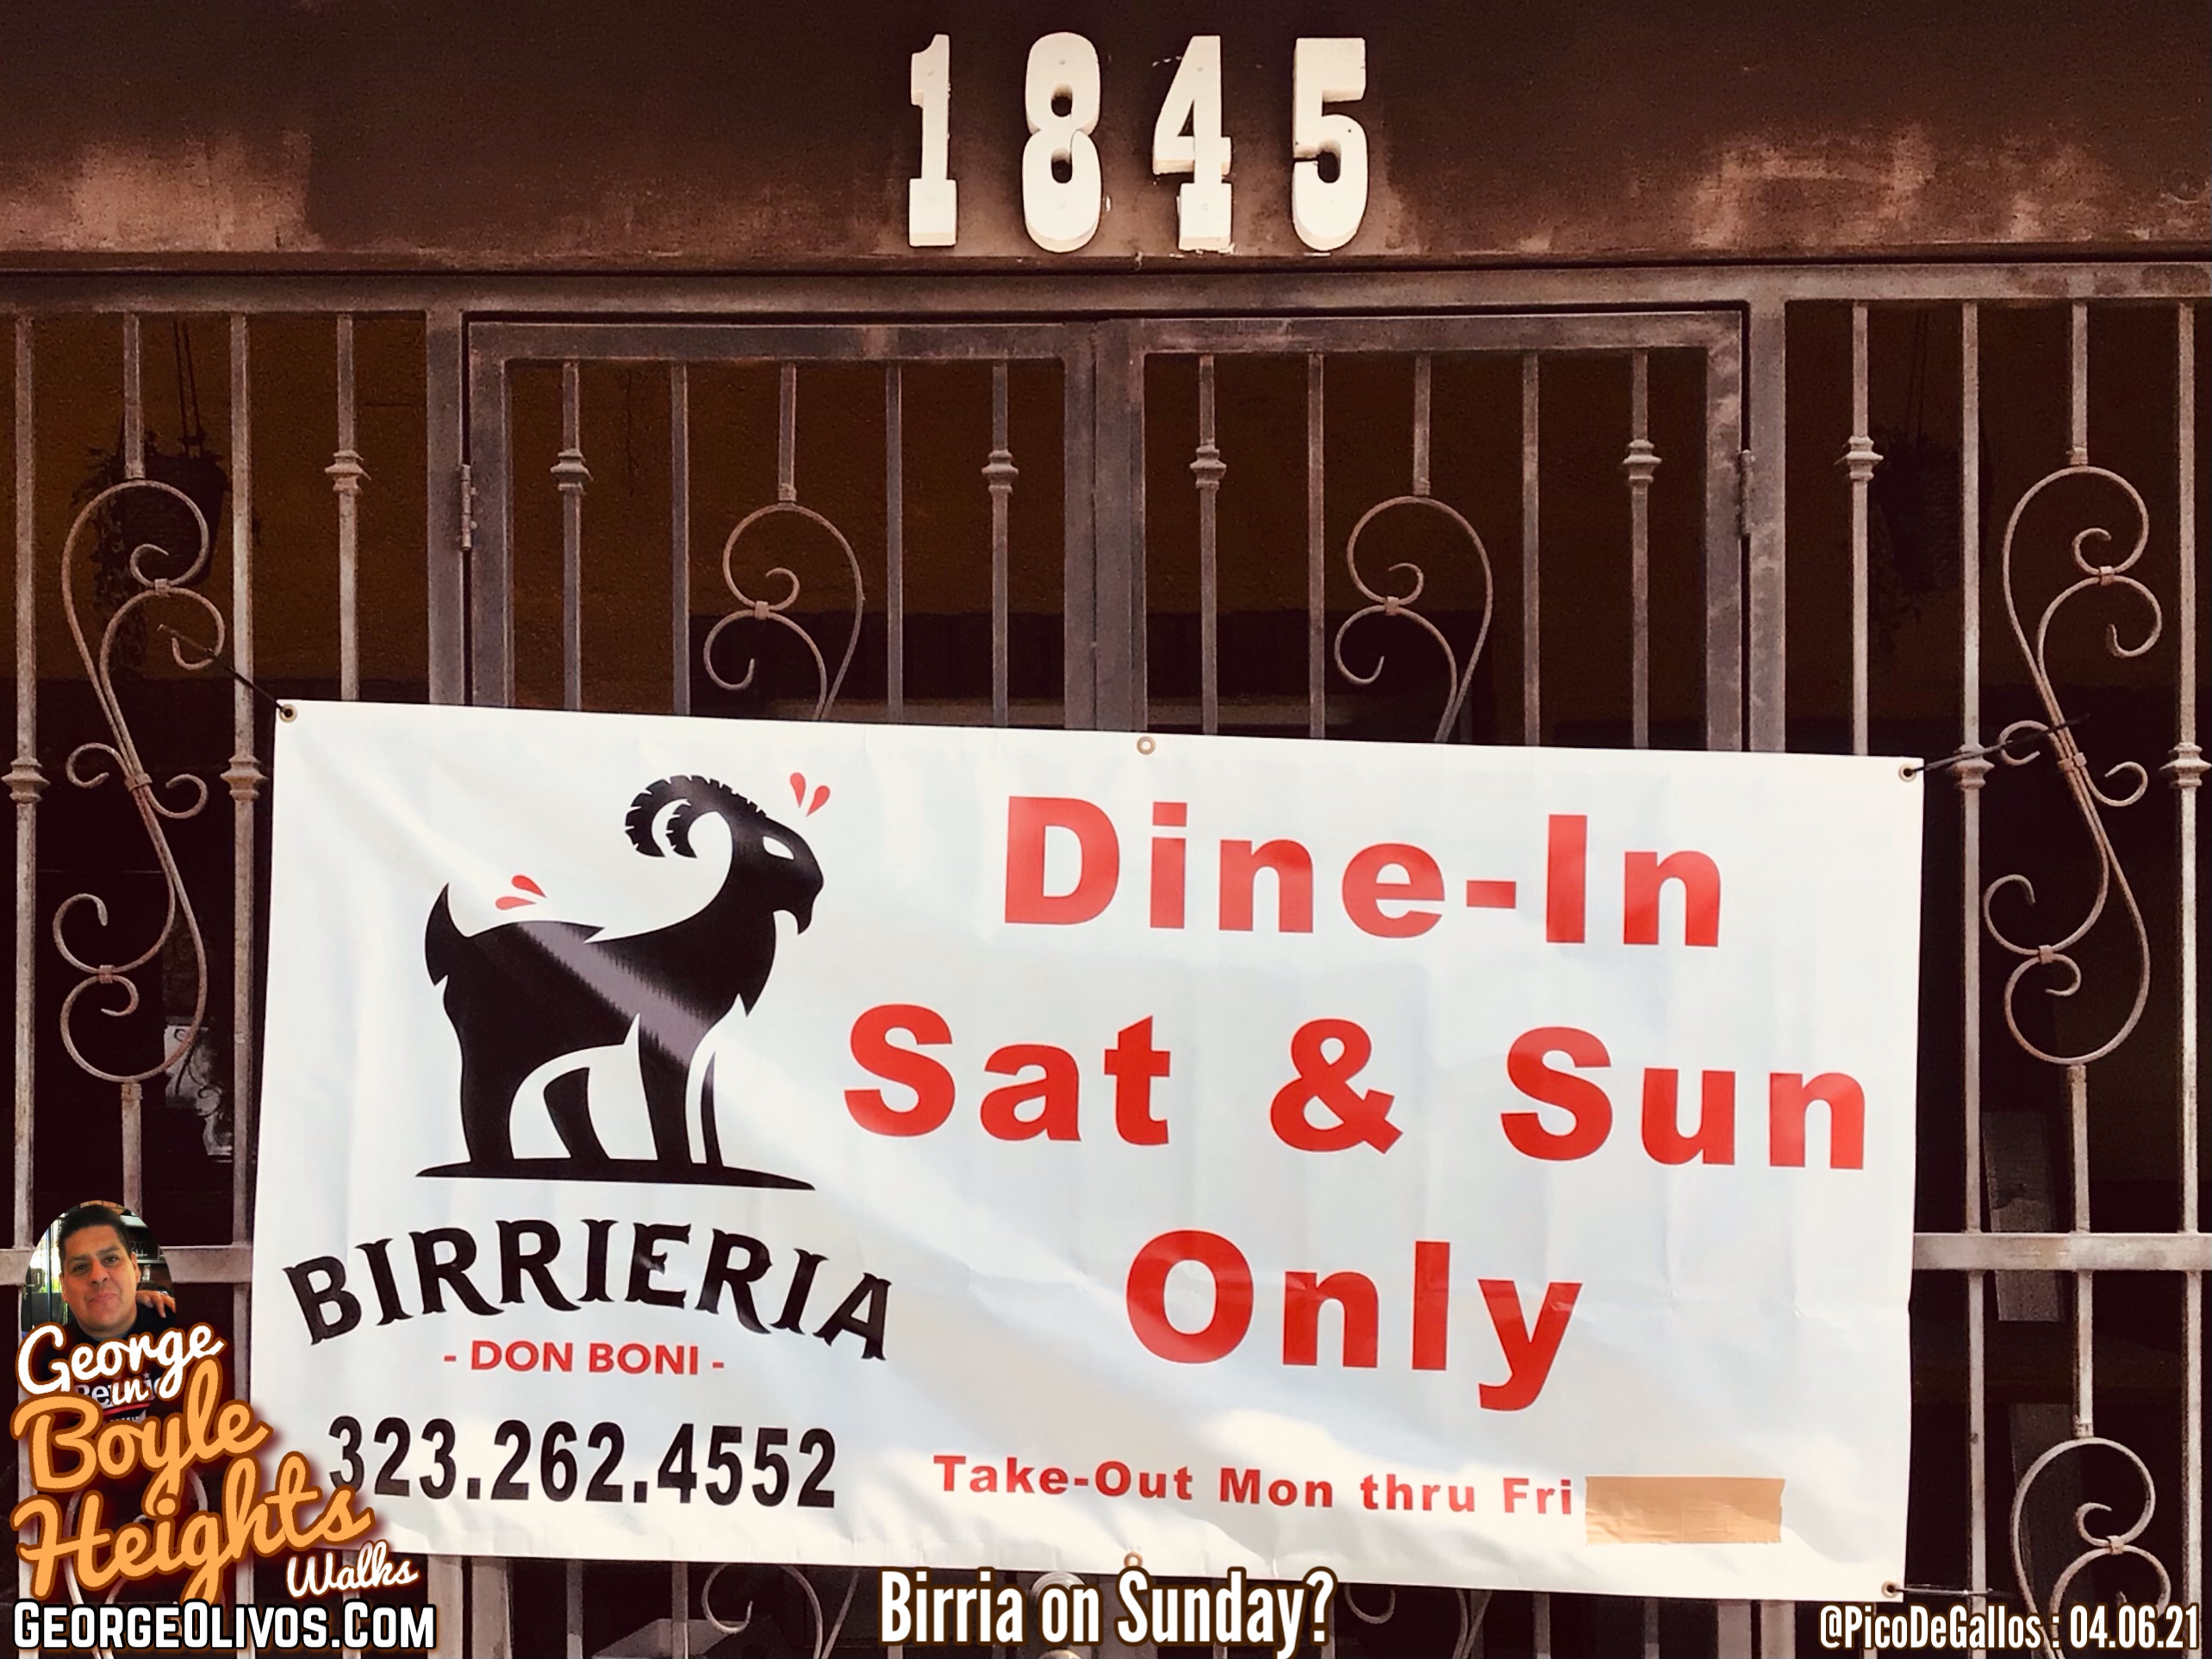 1845
Dine-In
Sat & Sun
Only
BIRRIERIA
- DON BONI -
323.262.4552
Take-Out Mon thru Fri
George
in
Boyle
Heights
Walks
GEORGEOLIVOS.COM
Birria on Sunday?
@PicoDeGallos : 04.06.21